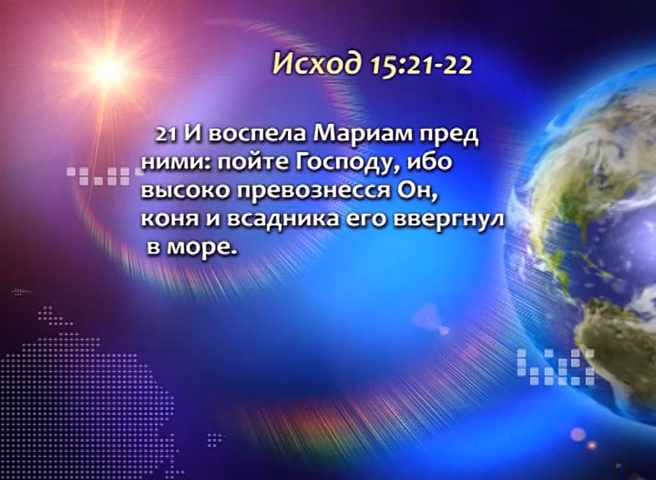 Исход 15:21-22
21 И воспела Мариам пред
ними: пойте Господу, ибо
высоко превознесся Он,
коня и всадника его ввергнул
в море.